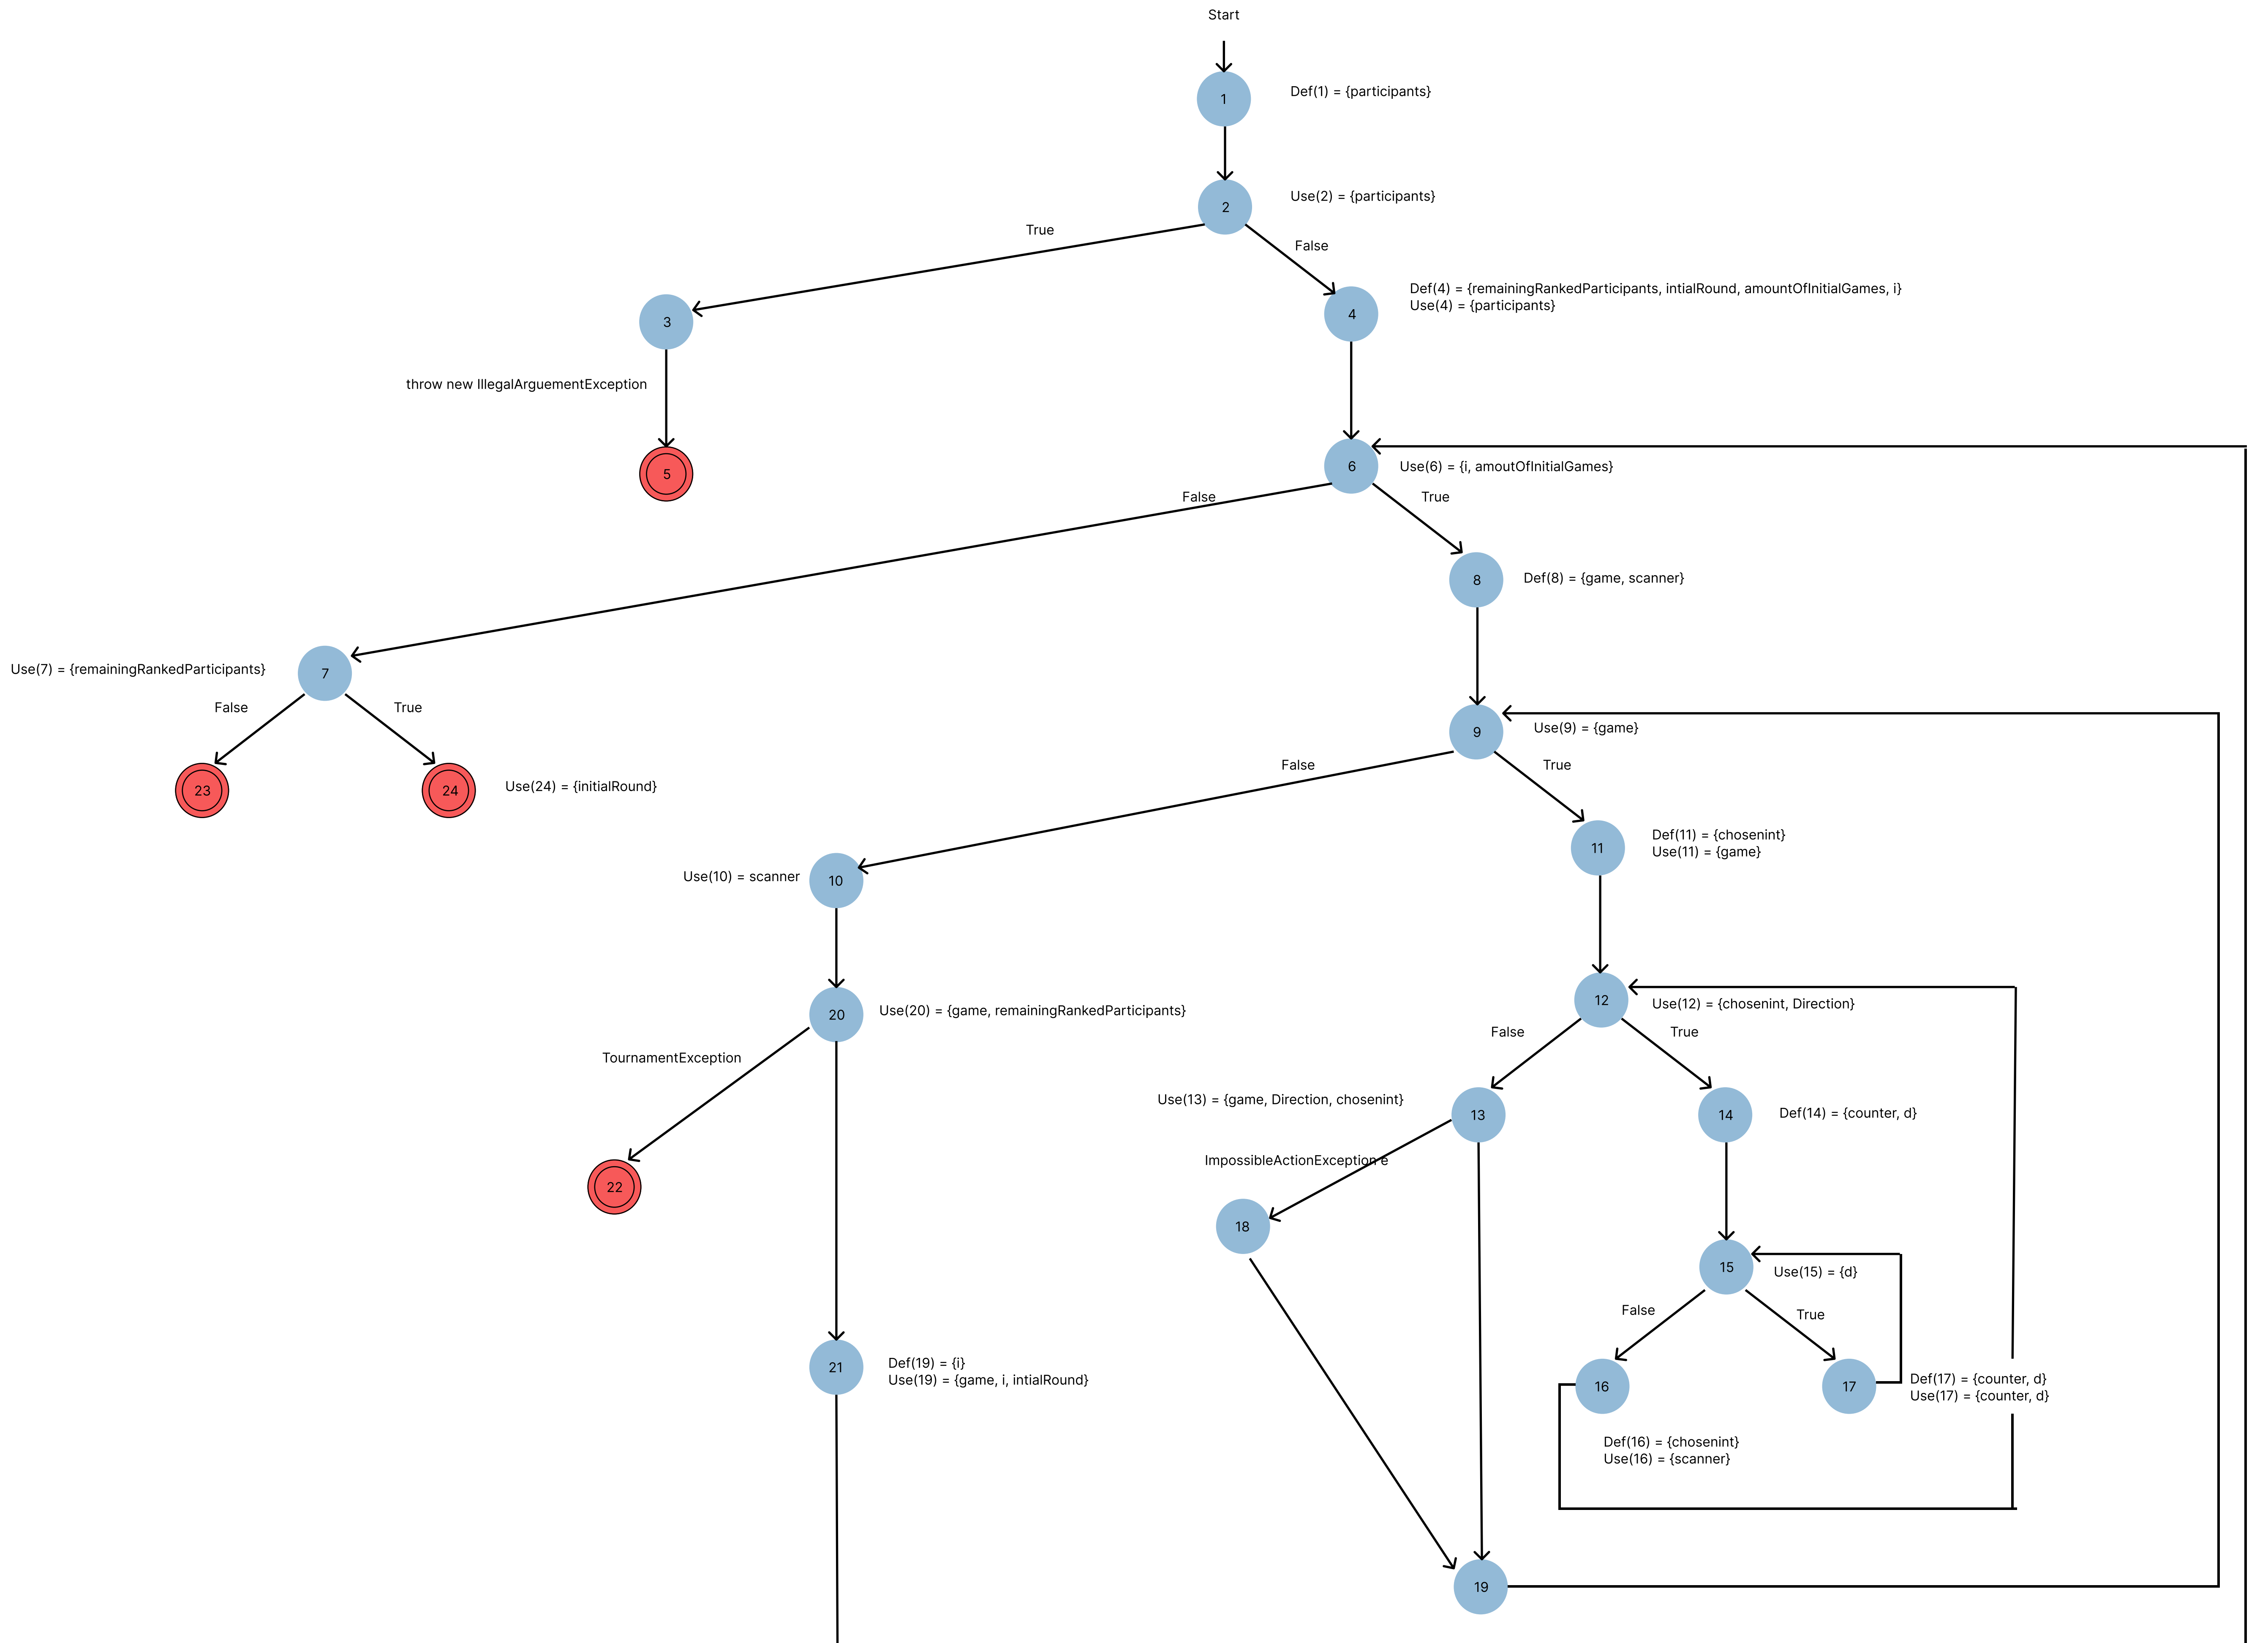 Start
1
Def(1) = {participants}
2
Use(2) = {participants}
True
False
3
4
Def(4) = {remainingRankedParticipants, intialRound, amountOfInitialGames, i}
Use(4) = {participants}
throw new IllegalArguementException
5
6
Use(6) = {i, amoutOfInitialGames}
False
True
8
Def(8) = {game, scanner}
Use(7) = {remainingRankedParticipants}
7
False
True
23
24
Use(24) = {initialRound}
9
Use(9) = {game}
False
True
11
Def(11) = {chosenint}
Use(11) = {game}
Use(10) = scanner
10
20
Use(20) = {game, remainingRankedParticipants}
TournamentException
22
12
Use(12) = {chosenint, Direction}
False
True
Use(13) = {game, Direction, chosenint}
13
14
Def(14) = {counter, d}
ImpossibleActionException e
18
15
Use(15) = {d}
False
True
21
Def(19) = {i}
Use(19) = {game, i, intialRound}
16
17
Def(17) = {counter, d}
Use(17) = {counter, d}
Def(16) = {chosenint}
Use(16) = {scanner}
19